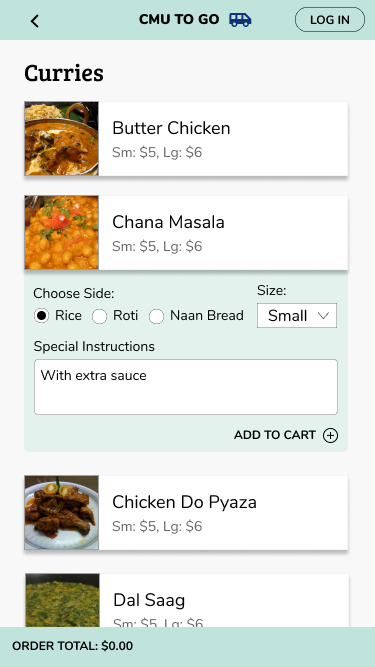 CMU TO GO
LOG IN
Curries
Butter Chicken
Sm: $5, Lg: $6
Chana Masala
Sm: $5, Lg: $6
Choose Side:
Size:
Rice Roti Naan Bread
Small
Special Instructions
With extra sauce
ADD TO CART
Chicken Do Pyaza
Sm: $5, Lg: $6
Dal Saag
Sm: $5, Lg: $6
ORDER TOTAL: $0.00